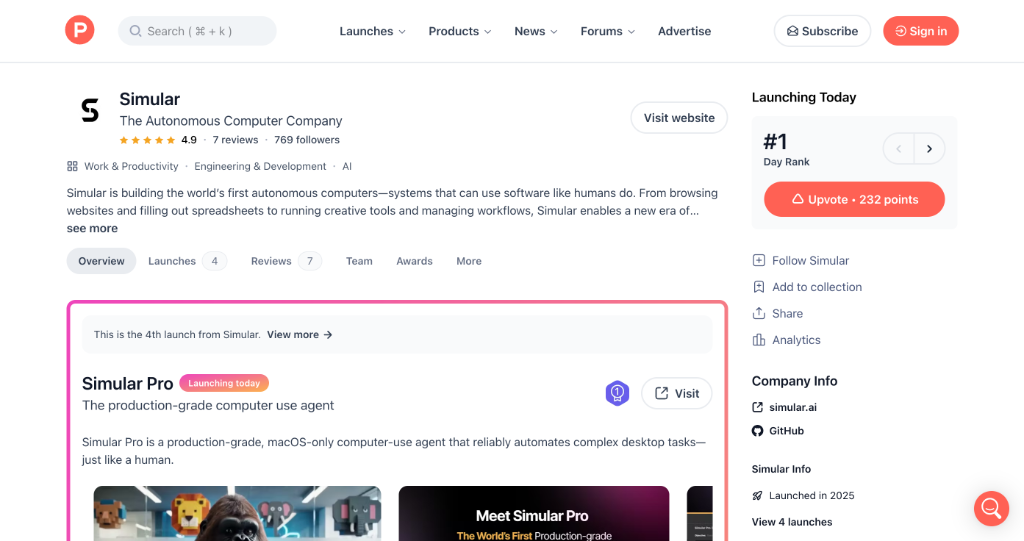 Search ( ⌘ + k )
Launches
Products
News
Forums
Advertise
Subscribe
Sign in
Simular
The Autonomous Computer Company
4.9 · 7 reviews · 769 followers
Visit website
Work & Productivity · Engineering & Development · AI
Simular is building the world's first autonomous computers—systems that can use software like humans do. From browsing
websites and filling out spreadsheets to running creative tools and managing workflows, Simular enables a new era of...
see more
Overview
Launches 4
Reviews 7
Team
Awards
More
This is the 4th launch from Simular. View more →
Simular Pro Launching today
The production-grade computer use agent
1
Visit
Simular Pro is a production-grade, macOS-only computer-use agent that reliably automates complex desktop tasks—
just like a human.
Meet Simular Pro
The World's First Production-grade
Launching Today
#1
Day Rank
Upvote • 232 points
Follow Simular
Add to collection
Share
Analytics
Company Info
simular.ai
GitHub
Simular Info
Launched in 2025
View 4 launches